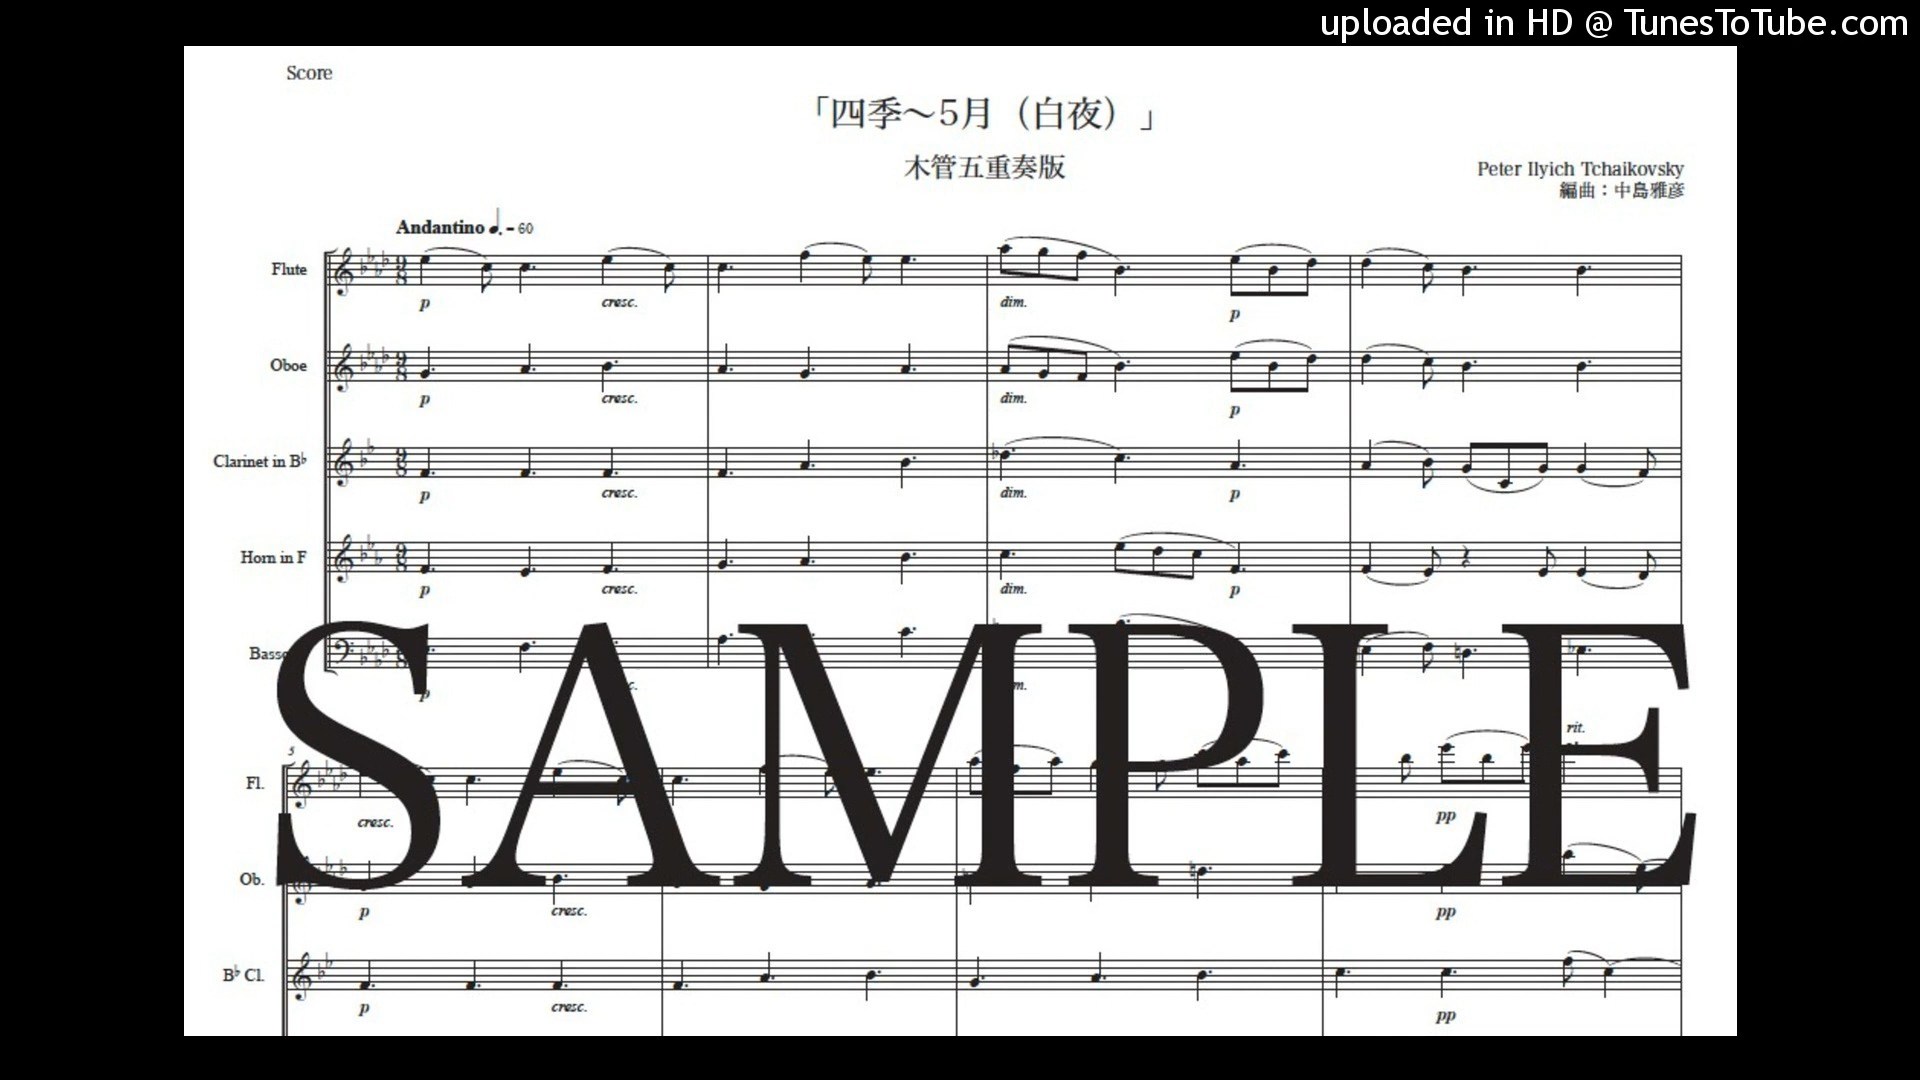 uploaded in HD @ TunesToTube.com
Score
「四季～5月（白夜）」
木管五重奏版
Peter Ilyich Tchaikovsky
編曲：中島雅彦
Andantino ♩. = 60
Flute
p cresc. dim. p
Oboe
p cresc. dim. p
Clarinet in B♭
p cresc. dim. p
Horn in F
p cresc. dim. p
p
SAMPLE
5
rit.
Fl.
cresc. pp
Ob.
p cresc. pp
B♭ Cl.
p cresc. pp